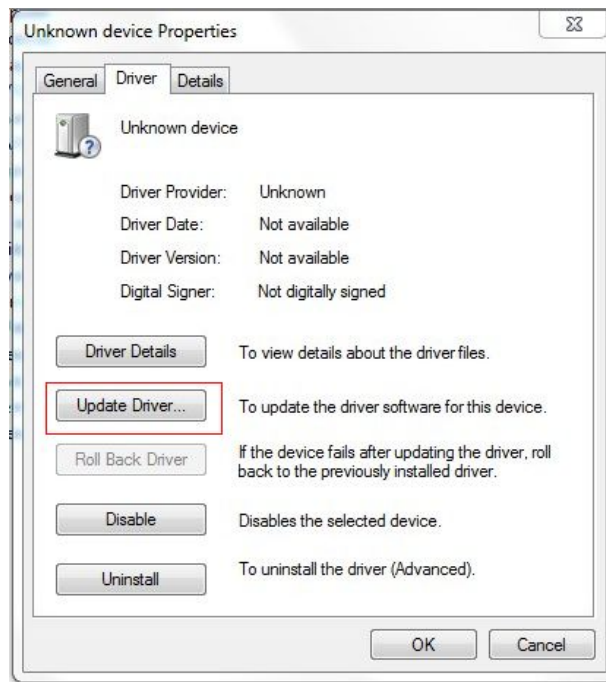 Unknown device Properties
General Driver Details
Unknown device
Driver Provider: Unknown
Driver Date: Not available
Driver Version: Not available
Digital Signer: Not digitally signed
Driver Details To view details about the driver files.
Update Driver... To update the driver software for this device.
Roll Back Driver If the device fails after updating the driver, roll
back to the previously installed driver.
Disable Disables the selected device.
Uninstall To uninstall the driver (Advanced).
OK Cancel